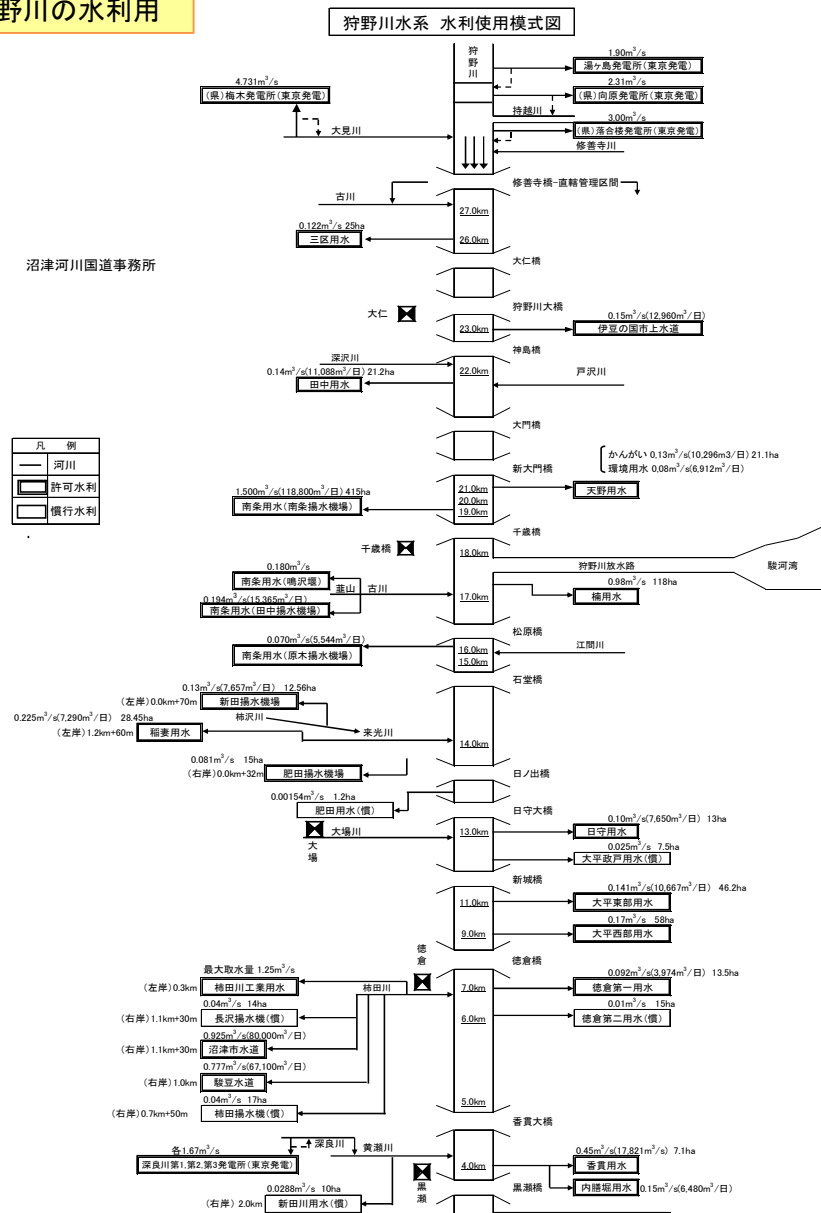 野川の水利用
狩野川水系 水利使用模式図
狩野川
1.90m³/s
湯ヶ島発電所(東京発電)
4.731m³/s
(県)梅木発電所(東京発電)
2.31m³/s
(県)向原発電所(東京発電)
持越川
3.00m³/s
(県)落合楼発電所(東京発電)
大見川
修善寺川
修善寺橋-直轄管理区間
古川
27.0km
0.122m³/s 25ha
三区用水
26.0km
大仁橋
沼津河川国道事務所
狩野川大橋
大仁
0.15m³/s(12,960m³/日)
23.0km
伊豆の国市上水道
神島橋
深沢川
22.0km
戸沢川
0.14m³/s(11,088m³/日) 21.2ha
田中用水
大門橋
凡 例
河川
許可水利
慣行水利
かんがい 0.13m³/s(10,296m3/日) 21.1ha
環境用水 0.08m³/s(6,912m³/日)
新大門橋
21.0km
天野用水
1.500m³/s(118,800m³/日) 415ha
20.0km
南条用水(南条揚水機場)
19.0km
千歳橋
千歳橋
18.0km
狩野川放水路
駿河湾
0.180m³/s
南条用水(鳴沢堰)
韮山 古川
17.0km
0.98m³/s 118ha
楠用水
0.194m³/s(15,365m³/日)
南条用水(田中揚水機場)
松原橋
0.070m³/s(5,544m³/日)
16.0km
江間川
南条用水(原木揚水機場)
15.0km
石堂橋
0.13m³/s(7,657m³/日) 12.56ha
(左岸)0.0km+70m 新田揚水機場
0.225m³/s(7,290m³/日) 28.45ha
柿沢川
(左岸)1.2km+60m 稲妻用水
来光川
14.0km
0.081m³/s 15ha
(右岸)0.0km+32m 肥田揚水機場
日ノ出橋
0.00154m³/s 1.2ha
肥田用水(慣)
日守大橋
大場川
大場
13.0km
0.10m³/s(7,650m³/日) 13ha
日守用水
0.025m³/s 7.5ha
大平政戸用水(慣)
新城橋
11.0km
0.141m³/s(10,667m³/日) 46.2ha
大平東部用水
9.0km
0.17m³/s 58ha
大平西部用水
徳倉
徳倉橋
最大取水量 1.25m³/s
(左岸)0.3km 柿田川工業用水
柿田川
7.0km
0.092m³/s(3,974m³/日) 13.5ha
徳倉第一用水
0.04m³/s 14ha
(右岸)1.1km+30m 長沢揚水機(慣)
6.0km
0.01m³/s 15ha
徳倉第二用水(慣)
0.925m³/s(80,000m³/日)
(右岸)1.1km+30m 沼津市水道
0.777m³/s(67,100m³/日)
(右岸)1.0km 駿豆水道
0.04m³/s 17ha
(右岸)0.7km+50m 柿田揚水機(慣)
5.0km
香貫大橋
各1.67m³/s
深良川第1.第2.第3発電所(東京発電)
深良川
黄瀬川
4.0km
0.45m³/s(17,821m³/s) 7.1ha
香貫用水
黒瀬
黒瀬橋
内膳堀用水 0.15m³/s(6,480m³/日)
0.0288m³/s 10ha
(右岸) 2.0km 新田川用水(慣)